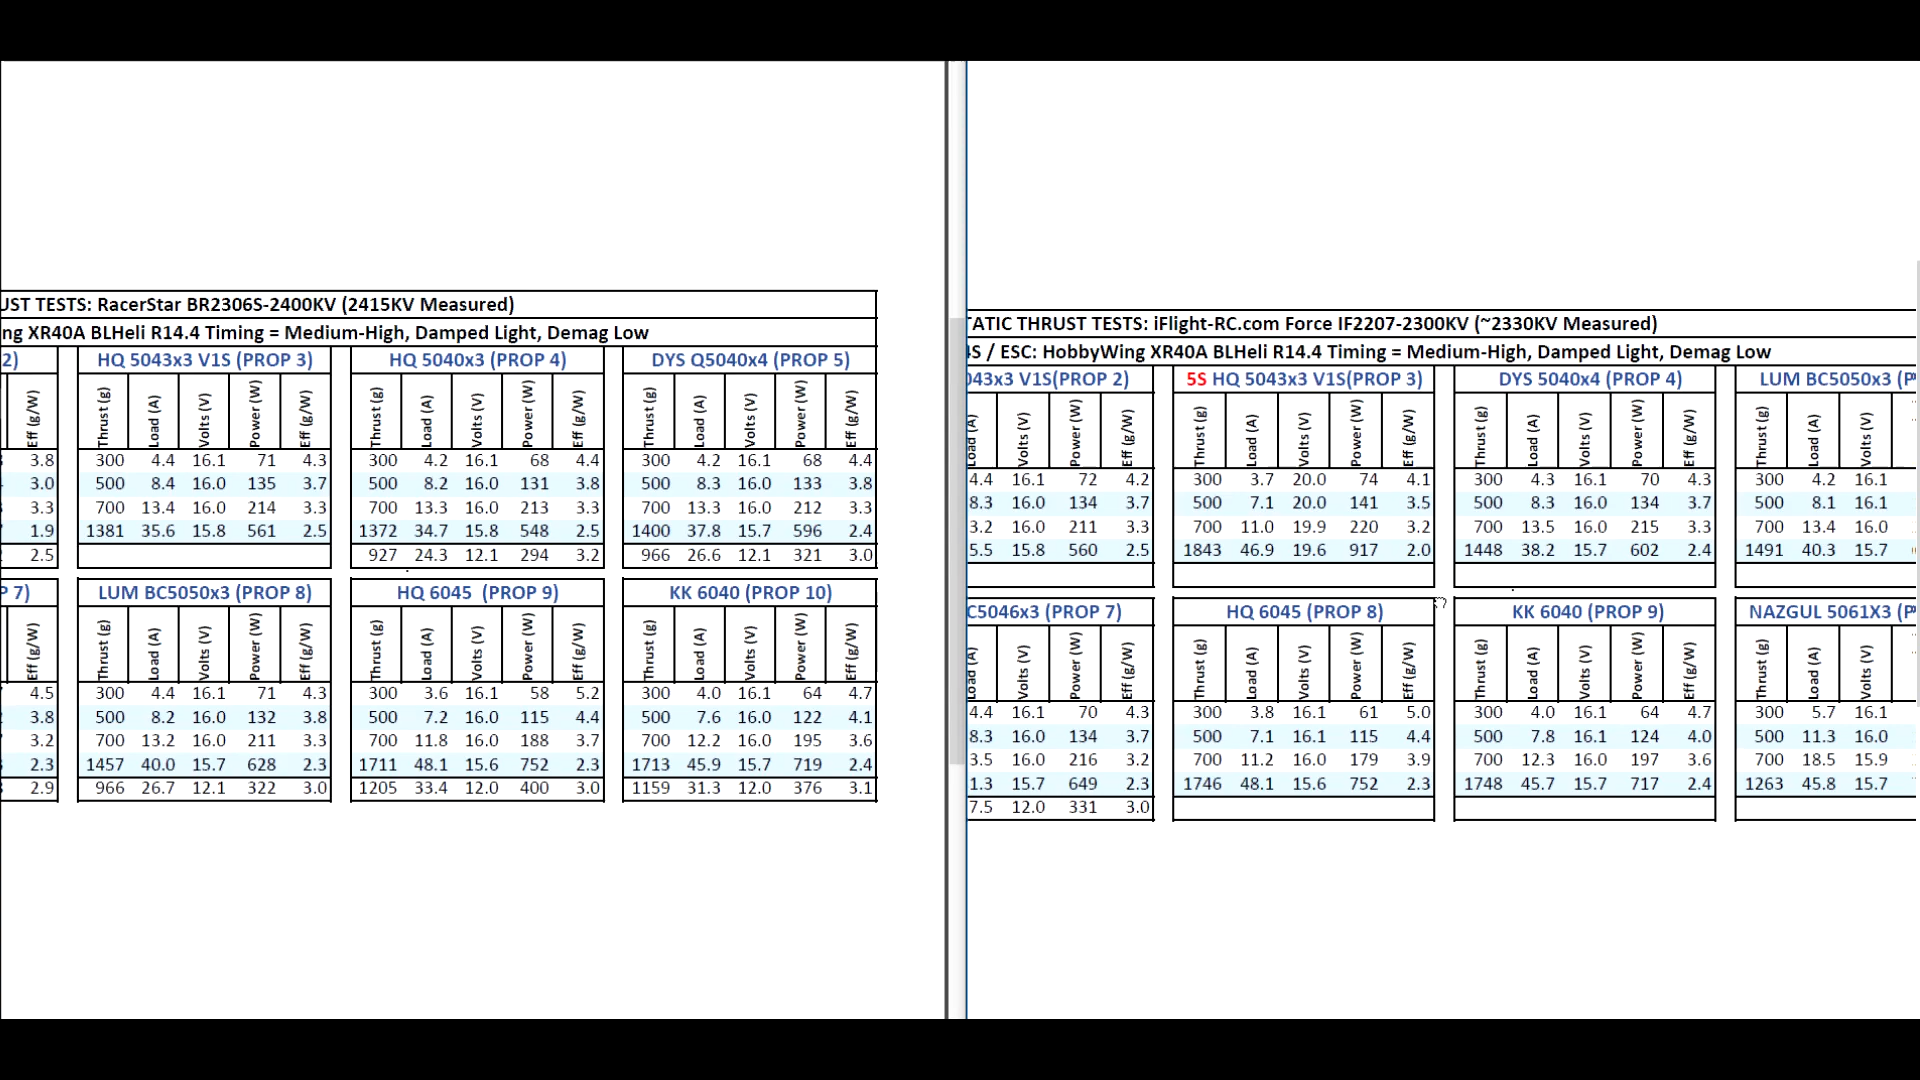 UST TESTS: RacerStar BR2306S-2400KV (2415KV Measured)
ng XR40A BLHeli R14.4 Timing = Medium-High, Damped Light, Demag Low
2) HQ 5043x3 V1S (PROP 3) HQ 5040x3 (PROP 4) DYS Q5040x4 (PROP 5)
Eff (g/W) Thrust (g) Load (A) Volts (V) Power (W) Eff (g/W) Thrust (g) Load (A) Volts (V) Power (W) Eff (g/W) Thrust (g) Load (A) Volts (V) Power (W) Eff (g/W)
3.8 300 4.4 16.1 71 4.3 300 4.2 16.1 68 4.4 300 4.2 16.1 68 4.4
3.0 500 8.4 16.0 135 3.7 500 8.2 16.0 131 3.8 500 8.3 16.0 133 3.8
3.3 700 13.4 16.0 214 3.3 700 13.3 16.0 213 3.3 700 13.3 16.0 212 3.3
1.9 1381 35.6 15.8 561 2.5 1372 34.7 15.8 548 2.5 1400 37.8 15.7 596 2.4
2.5 927 24.3 12.1 294 3.2 966 26.6 12.1 321 3.0
P 7) LUM BC5050x3 (PROP 8) HQ 6045 (PROP 9) KK 6040 (PROP 10)
Eff (g/W) Thrust (g) Load (A) Volts (V) Power (W) Eff (g/W) Thrust (g) Load (A) Volts (V) Power (W) Eff (g/W) Thrust (g) Load (A) Volts (V) Power (W) Eff (g/W)
4.5 300 4.4 16.1 71 4.3 300 3.6 16.1 58 5.2 300 4.0 16.1 64 4.7
3.8 500 8.2 16.0 132 3.8 500 7.2 16.0 115 4.4 500 7.6 16.0 122 4.1
3.2 700 13.2 16.0 211 3.3 700 11.8 16.0 188 3.7 700 12.2 16.0 195 3.6
2.3 1457 40.0 15.7 628 2.3 1711 48.1 15.6 752 2.3 1713 45.9 15.7 719 2.4
2.9 966 26.7 12.1 322 3.0 1205 33.4 12.0 400 3.0 1159 31.3 12.0 376 3.1
ATIC THRUST TESTS: iFlight-RC.com Force IF2207-2300KV (~2330KV Measured)
4S / ESC: HobbyWing XR40A BLHeli R14.4 Timing = Medium-High, Damped Light, Demag Low
043x3 V1S(PROP 2) 5S HQ 5043x3 V1S(PROP 3) DYS 5040x4 (PROP 4) LUM BC5050x3 (P
Load (A) Volts (V) Power (W) Eff (g/W) Thrust (g) Load (A) Volts (V) Power (W) Eff (g/W) Thrust (g) Load (A) Volts (V) Power (W) Eff (g/W) Thrust (g) Load (A) Volts (V)
4.4 16.1 72 4.2 300 3.7 20.0 74 4.1 300 4.3 16.1 70 4.3 300 4.2 16.1
8.3 16.0 134 3.7 500 7.1 20.0 141 3.5 500 8.3 16.0 134 3.7 500 8.1 16.1
3.2 16.0 211 3.3 700 11.0 19.9 220 3.2 700 13.5 16.0 215 3.3 700 13.4 16.0
5.5 15.8 560 2.5 1843 46.9 19.6 917 2.0 1448 38.2 15.7 602 2.4 1491 40.3 15.7
C5046x3 (PROP 7) HQ 6045 (PROP 8) KK 6040 (PROP 9) NAZGUL 5061X3 (P
Load (A) Volts (V) Power (W) Eff (g/W) Thrust (g) Load (A) Volts (V) Power (W) Eff (g/W) Thrust (g) Load (A) Volts (V) Power (W) Eff (g/W) Thrust (g) Load (A) Volts (V)
4.4 16.1 70 4.3 300 3.8 16.1 61 5.0 300 4.0 16.1 64 4.7 300 5.7 16.1
8.3 16.0 134 3.7 500 7.1 16.1 115 4.4 500 7.8 16.1 124 4.0 500 11.3 16.0
3.5 16.0 216 3.2 700 11.2 16.0 179 3.9 700 12.3 16.0 197 3.6 700 18.5 15.9
1.3 15.7 649 2.3 1746 48.1 15.6 752 2.3 1748 45.7 15.7 717 2.4 1263 45.8 15.7
7.5 12.0 331 3.0